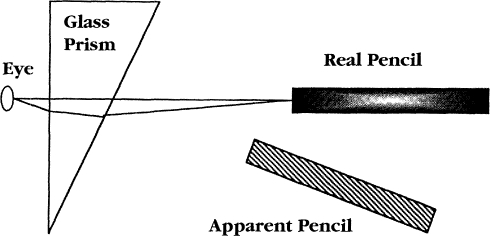 Glass
Prism
Eye
Real Pencil
Apparent Pencil